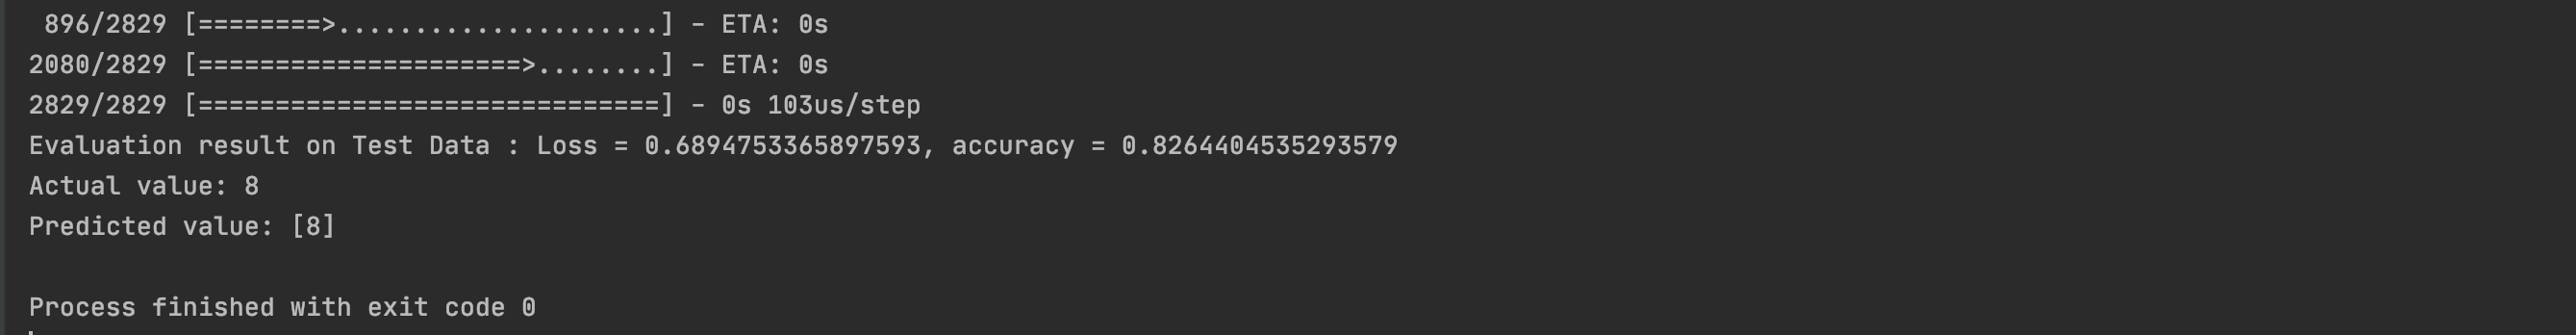 896/2829 [========>.....................] - ETA: 0s
2080/2829 [=====================>........] - ETA: 0s
2829/2829 [==============================] - 0s 103us/step
Evaluation result on Test Data : Loss = 0.6894753365897593, accuracy = 0.8264404535293579
Actual value: 8
Predicted value: [8]
Process finished with exit code 0